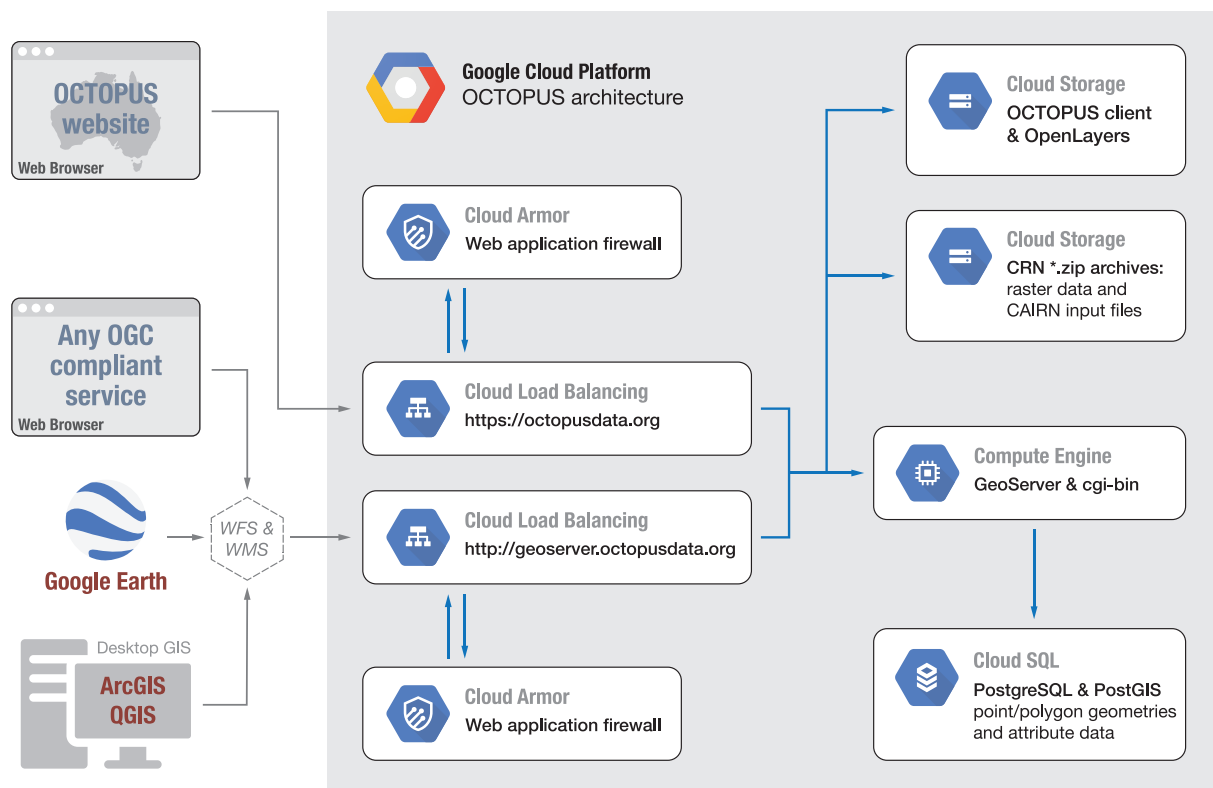 OCTOPUS
website
Web Browser
Any OGC
compliant
service
Web Browser
Google Earth
WFS &
WMS
Desktop GIS
ArcGIS
QGIS
Google Cloud Platform
OCTOPUS architecture
Cloud Armor
Web application firewall
Cloud Load Balancing
https://octopusdata.org
Cloud Load Balancing
http://geoserver.octopusdata.org
Cloud Armor
Web application firewall
Cloud Storage
OCTOPUS client
& OpenLayers
Cloud Storage
CRN *.zip archives:
raster data and
CAIRN input files
Compute Engine
GeoServer & cgi-bin
Cloud SQL
PostgreSQL & PostGIS
point/polygon geometries
and attribute data